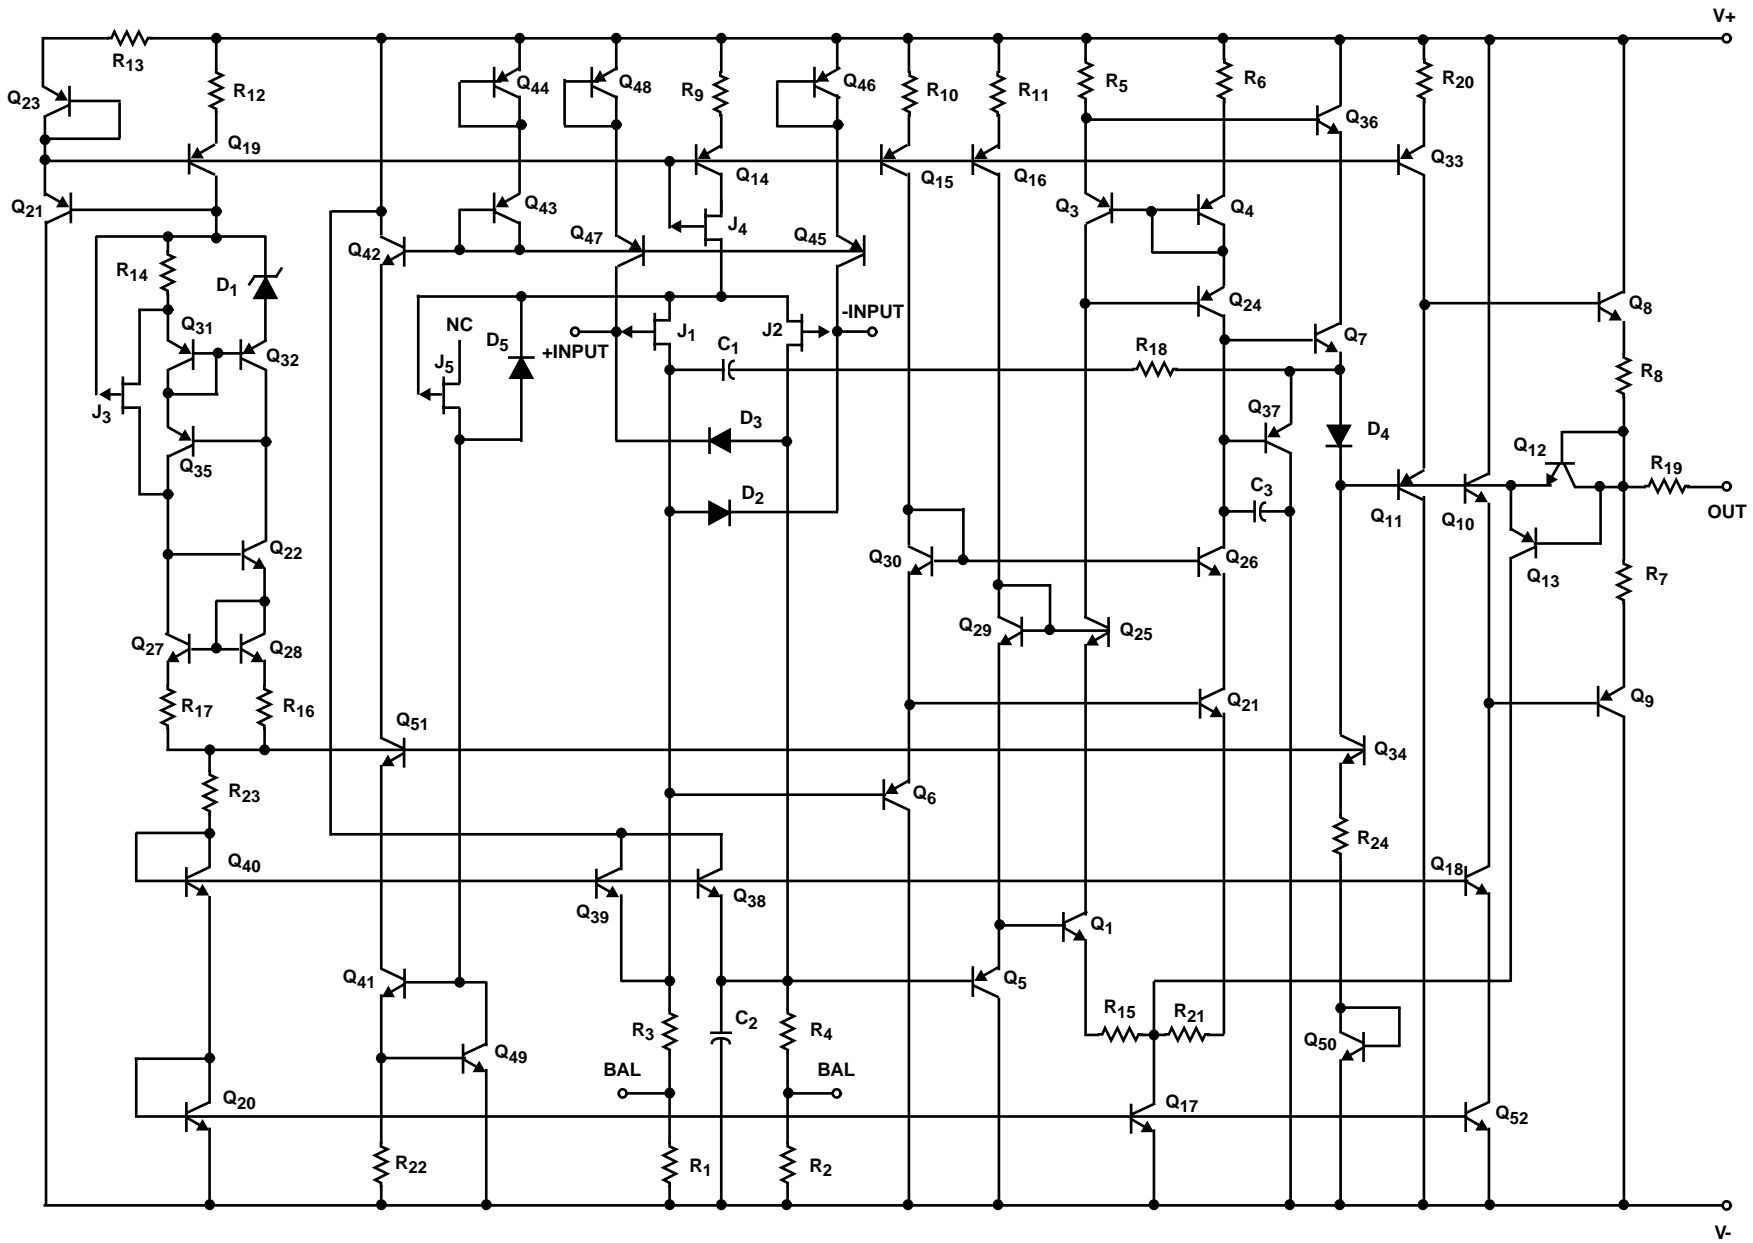 V+
R13
Q44 Q48 R9 Q46 R10 R11 R5 R6 R20
Q23 R12
Q36
Q19 Q14 Q15 Q16 Q33
Q21 Q43 Q3 Q4
Q42 Q47 J4 Q45
R14 D1 Q24 Q8
Q31 NC +INPUT J1 J2 -INPUT Q7
Q32 D5 C1 R18
J5 R8
J3 D3 Q37 D4
Q35 Q12 R19
D2 C3 Q11 Q10 OUT
Q22 Q30 Q26 Q13 R7
Q27 Q28 Q29 Q25
R17 R16 Q21 Q9
Q51 Q34
R23 Q6
R24
Q40 Q39 Q38 Q18
Q1
Q41 Q5
R3 C2 R4 R15 R21
Q49 Q50
BAL BAL
Q20 Q17 Q52
R22 R1 R2
V-